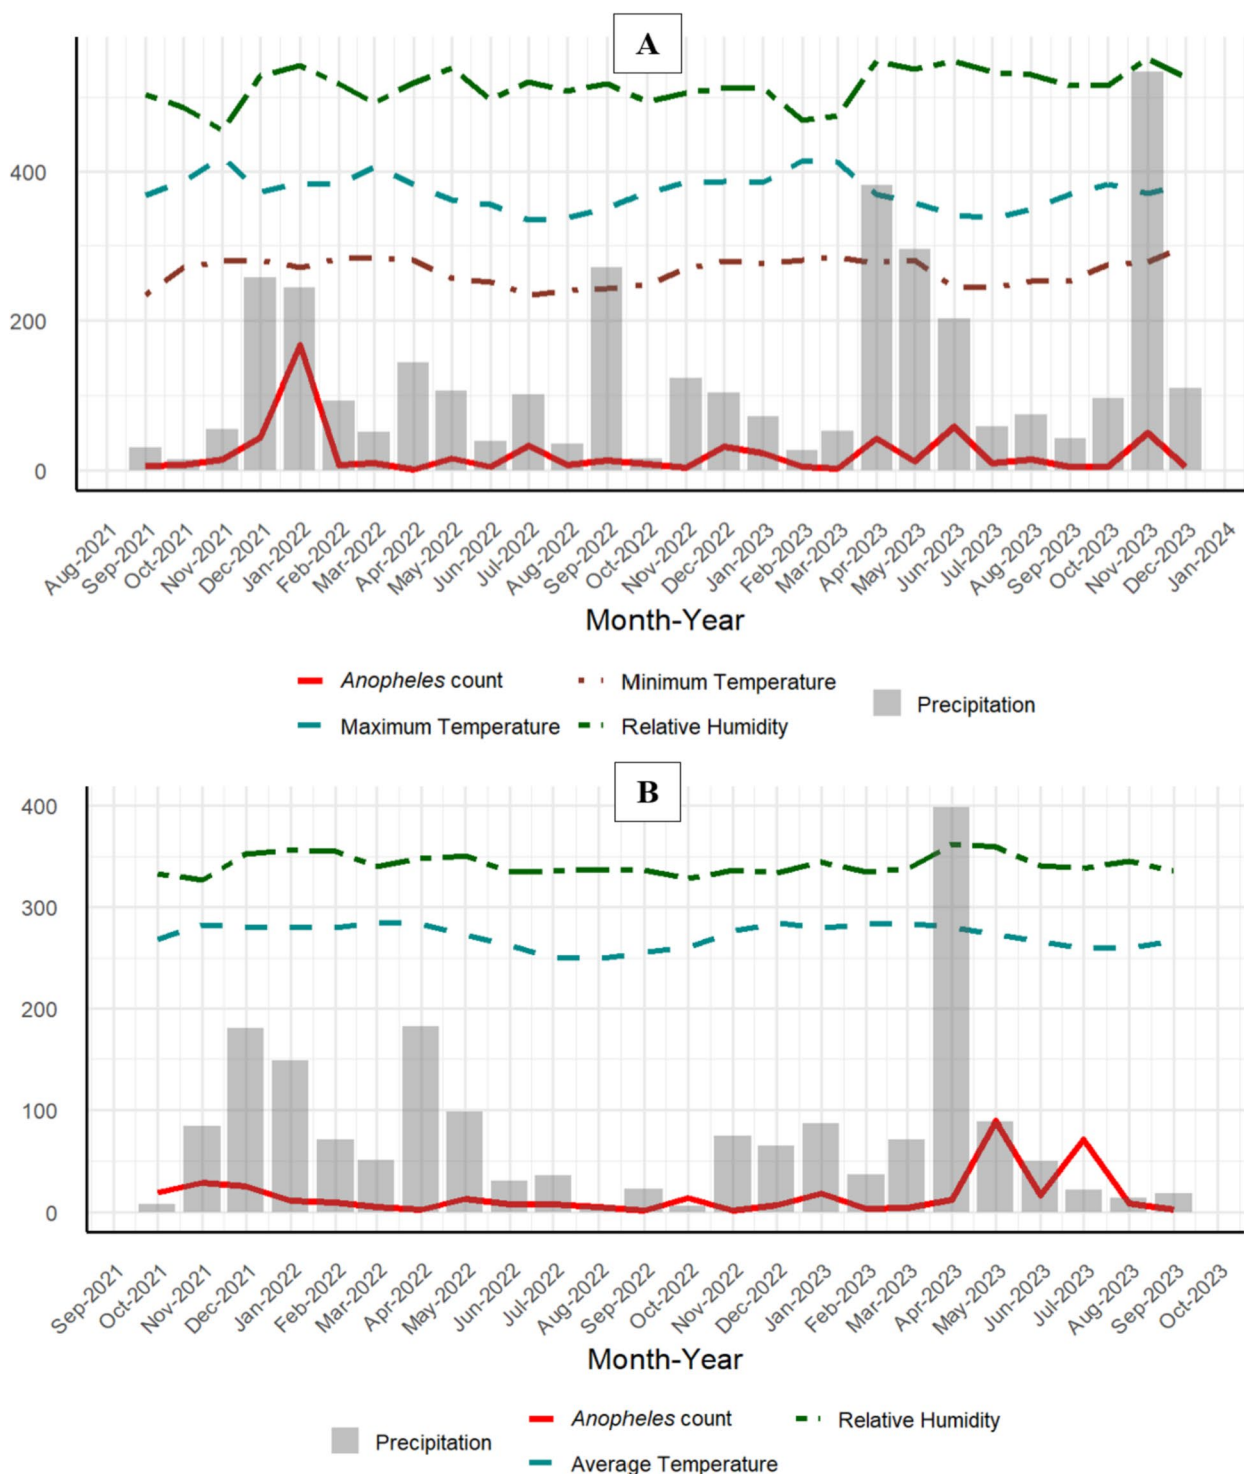 A
400
200
0
Aug-2021
Sep-2021
Oct-2021
Nov-2021
Dec-2021
Jan-2022
Feb-2022
Mar-2022
Apr-2022
May-2022
Jun-2022
Jul-2022
Aug-2022
Sep-2022
Oct-2022
Nov-2022
Dec-2022
Jan-2023
Feb-2023
Mar-2023
Apr-2023
May-2023
Jun-2023
Jul-2023
Aug-2023
Sep-2023
Oct-2023
Nov-2023
Dec-2023
Jan-2024
Month-Year
Anopheles count
Minimum Temperature
Maximum Temperature
Relative Humidity
Precipitation
B
400
300
200
100
0
Sep-2021
Oct-2021
Nov-2021
Dec-2021
Jan-2022
Feb-2022
Mar-2022
Apr-2022
May-2022
Jun-2022
Jul-2022
Aug-2022
Sep-2022
Oct-2022
Nov-2022
Dec-2022
Jan-2023
Feb-2023
Mar-2023
Apr-2023
May-2023
Jun-2023
Jul-2023
Aug-2023
Sep-2023
Oct-2023
Month-Year
Precipitation
Anopheles count
Relative Humidity
Average Temperature